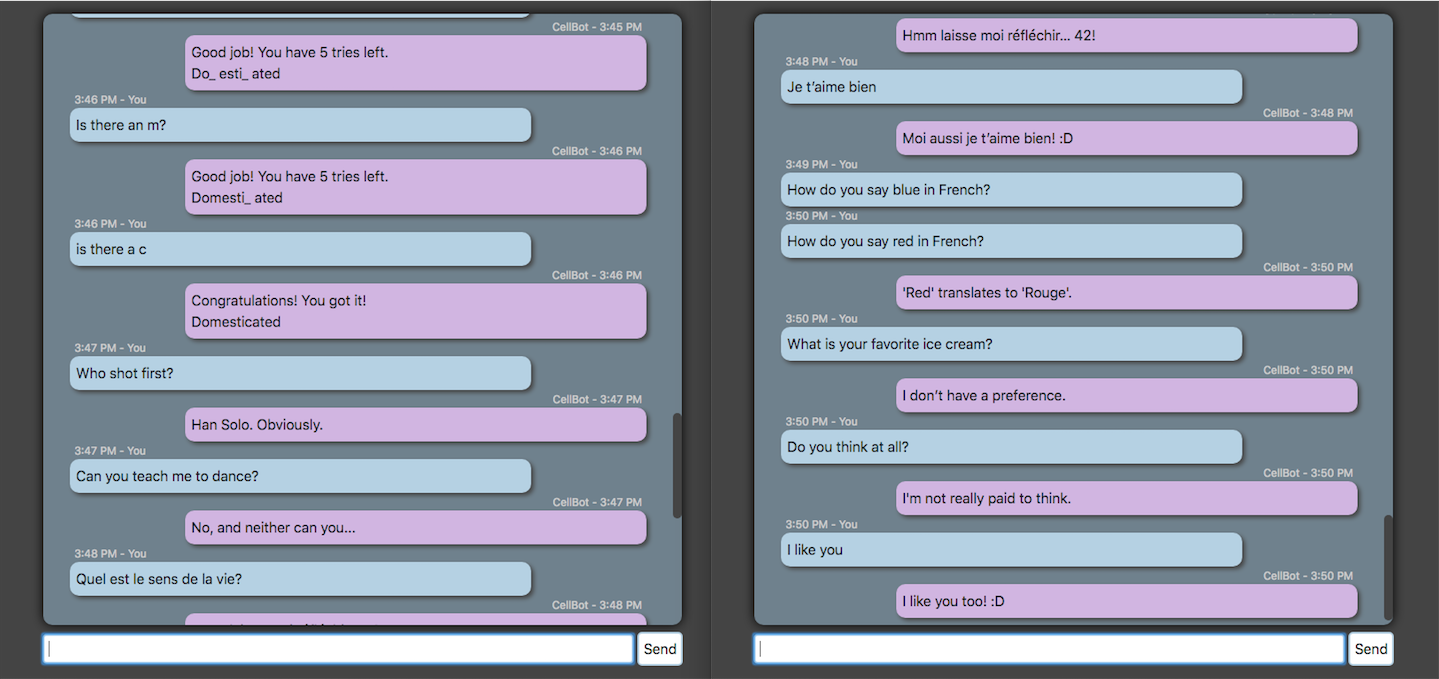 CellBot - 3:45 PM
Good job! You have 5 tries left.
Do_ esti_ ated
3:46 PM - You
Is there an m?
CellBot - 3:46 PM
Good job! You have 5 tries left.
Domesti_ ated
3:46 PM - You
is there a c
CellBot - 3:46 PM
Congratulations! You got it!
Domesticated
3:47 PM - You
Who shot first?
CellBot - 3:47 PM
Han Solo. Obviously.
3:47 PM - You
Can you teach me to dance?
CellBot - 3:47 PM
No, and neither can you...
3:48 PM - You
Quel est le sens de la vie?
CellBot - 3:48 PM
Send
Hmm laisse moi réfléchir... 42!
3:48 PM - You
Je t’aime bien
CellBot - 3:48 PM
Moi aussi je t’aime bien! :D
3:49 PM - You
How do you say blue in French?
3:50 PM - You
How do you say red in French?
CellBot - 3:50 PM
'Red' translates to 'Rouge'.
3:50 PM - You
What is your favorite ice cream?
CellBot - 3:50 PM
I don’t have a preference.
3:50 PM - You
Do you think at all?
CellBot - 3:50 PM
I'm not really paid to think.
3:50 PM - You
I like you
CellBot - 3:50 PM
I like you too! :D
Send